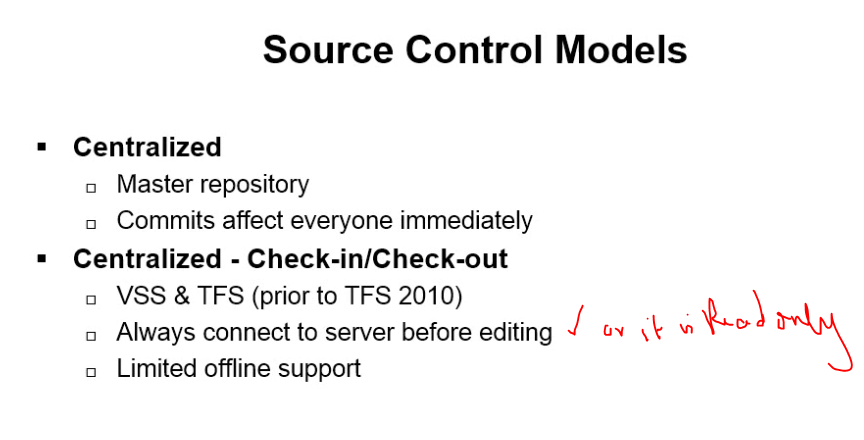 Source Control Models
▪ Centralized
▫ Master repository
▫ Commits affect everyone immediately
▪ Centralized - Check-in/Check-out
▫ VSS & TFS (prior to TFS 2010)
▫ Always connect to server before editing ✓ or it is Read only
▫ Limited offline support